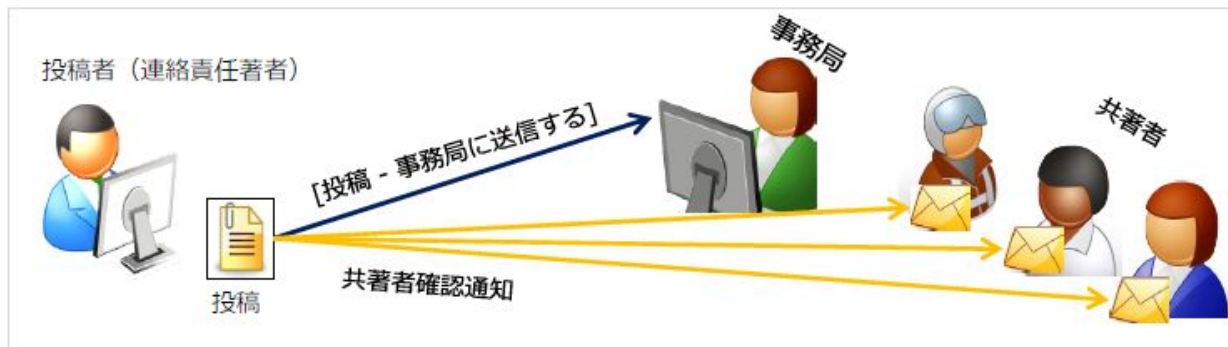 投稿者（連絡責任著者）
事務局
共著者
[投稿 - 事務局に送信する]
共著者確認通知
投稿